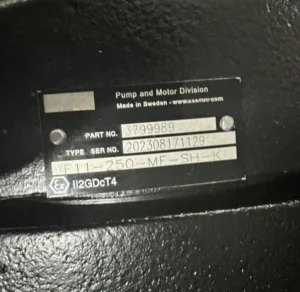 Pump and Motor Division
Made in Sweden -
PART NO. 3799989
TYPE SER NO. 202308171129
F11-250-MF-SH-K-
Ex II2GDcT4